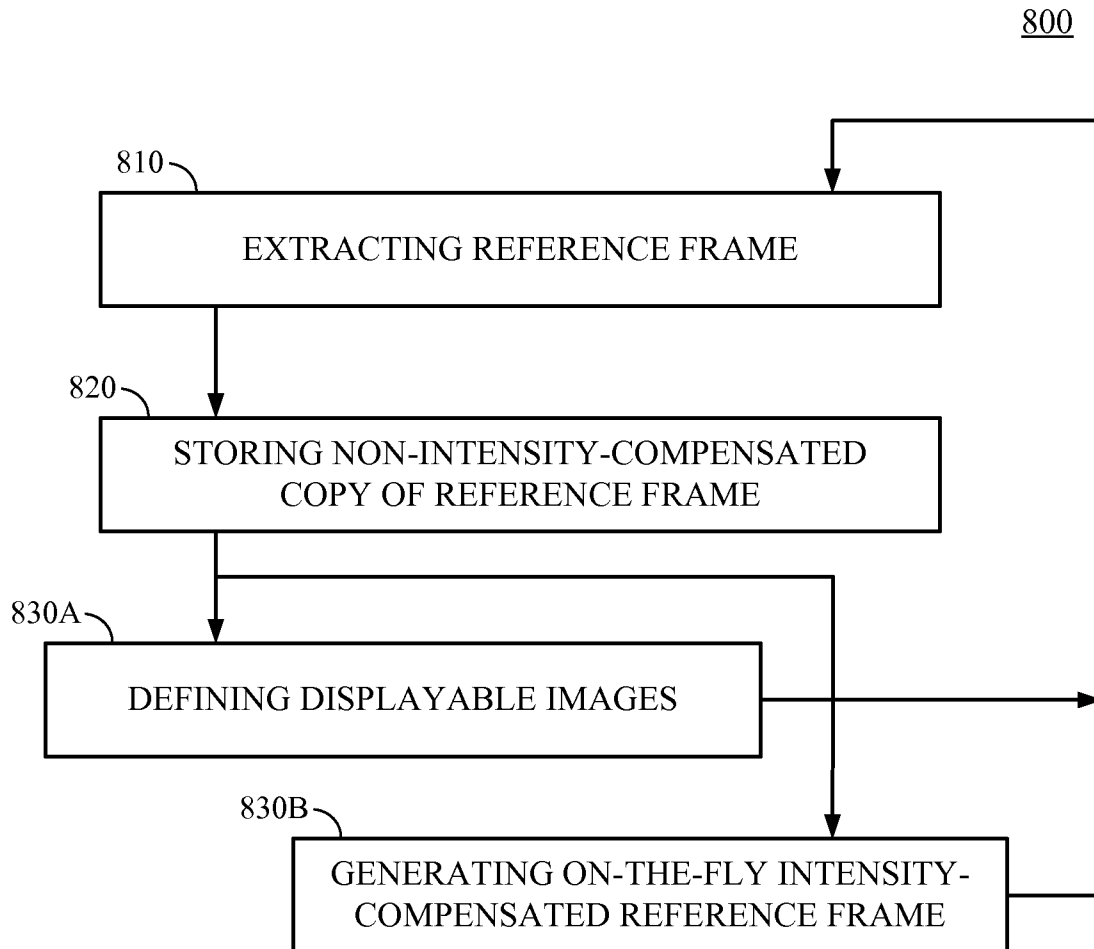 800
810
EXTRACTING REFERENCE FRAME
820
STORING NON-INTENSITY-COMPENSATED
COPY OF REFERENCE FRAME
830A
DEFINING DISPLAYABLE IMAGES
830B
GENERATING ON-THE-FLY INTENSITY-
COMPENSATED REFERENCE FRAME